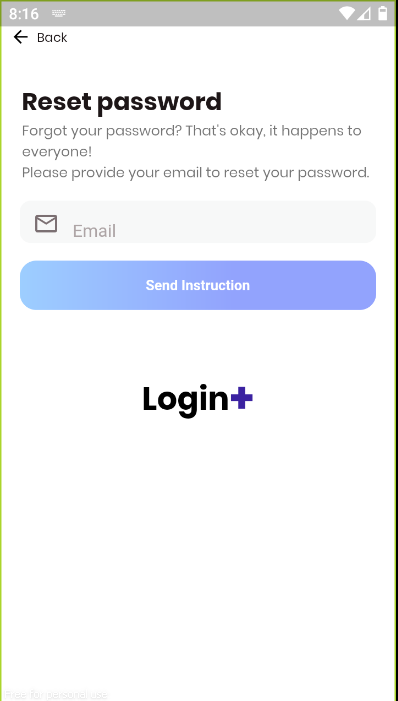 8:16
Back
Reset password
Forgot your password? That's okay, it happens to
everyone!
Please provide your email to reset your password.
Email
Send Instruction
Login+
Free for personal use